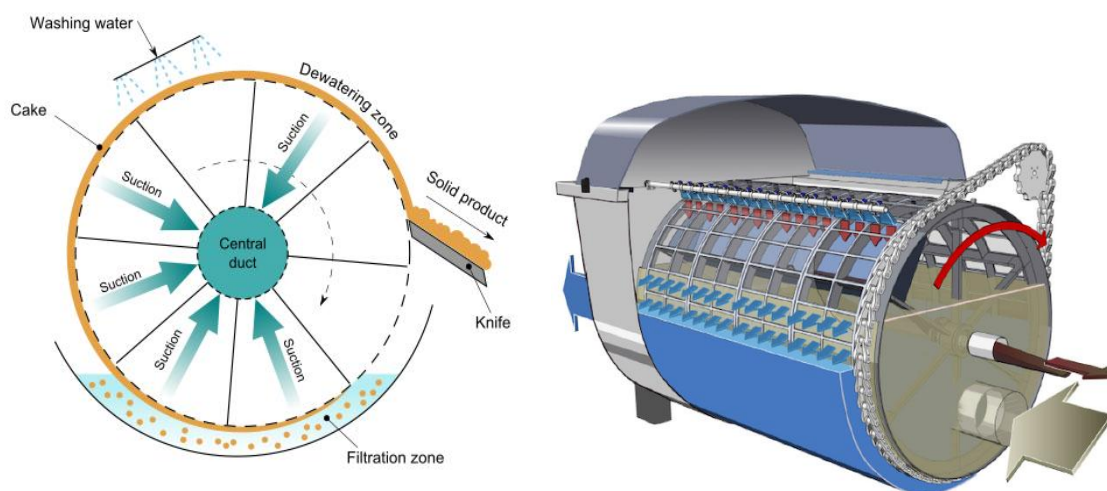 Washing water
Cake
Dewatering zone
Suction
Suction
Solid product
Central
duct
Suction
Knife
Suction
Suction
Filtration zone